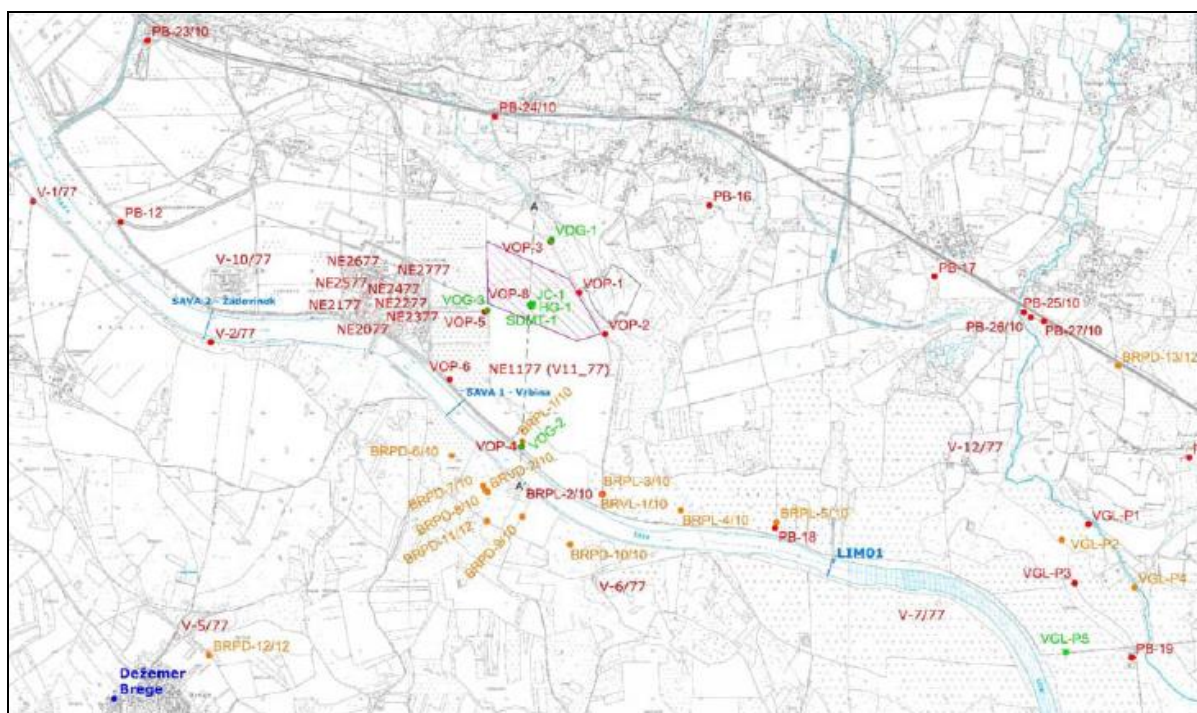 PB-23/10
PB-24/10
V-1/77
PB-12
PB-16
A
VOG-1
VOP-3
V-10/77
NE2677
NE2777
NE2577
NE2477
NE2177
NE2277
NE2377
NE2077
SAVA 2 - Žadovinek
V-2/77
VOG-3
VOP-5
VOP-8
JC-1
HG-1
SDMT-1
VOP-1
VOP-2
PB-17
PB-25/10
PB-26/10
PB-27/10
BRPD-13/12
VOP-6
NE1177 (V11_77)
SAVA 1 - Vrbina
BRPL-1/10
VOG-2
VOP-4
BRPD-6/10
BRPD-7/10
BRVD-2/10
A'
BRPD-8/10
BRPD-11/12
BRPD-9/10
BRPL-2/10
BRPL-3/10
BRVL-1/10
BRPL-4/10
BRPL-5/10
PB-18
V-12/77
BRPD-10/10
LIM01
V-6/77
V-7/77
VGL-P1
VGL-P2
VGL-P3
VGL-P4
VGL-P5
PB-19
V-5/77
BRPD-12/12
Dežemer
Brege